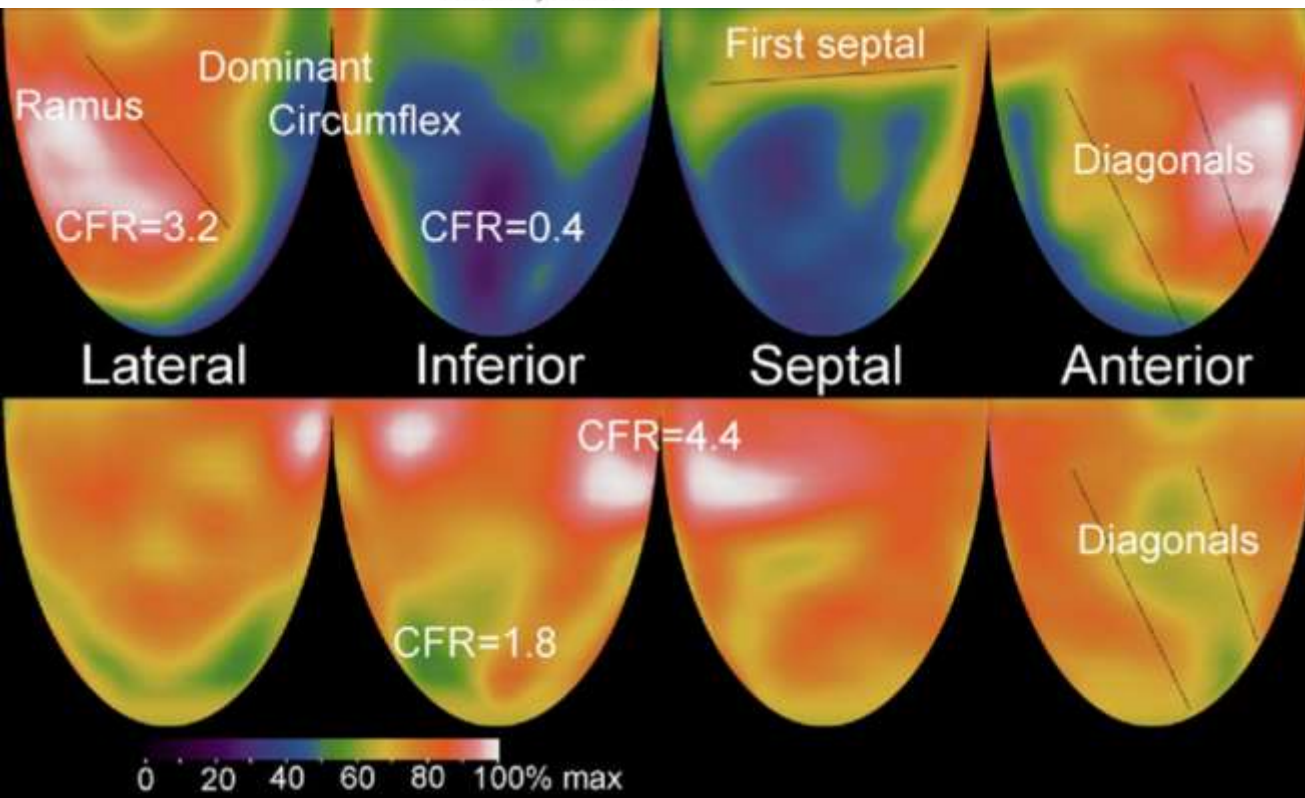 First septal
Dominant
Ramus
Circumflex
Diagonals
CFR=3.2
CFR=0.4
Lateral
Inferior
Septal
Anterior
CFR=4.4
Diagonals
CFR=1.8
0 20 40 60 80 100% max